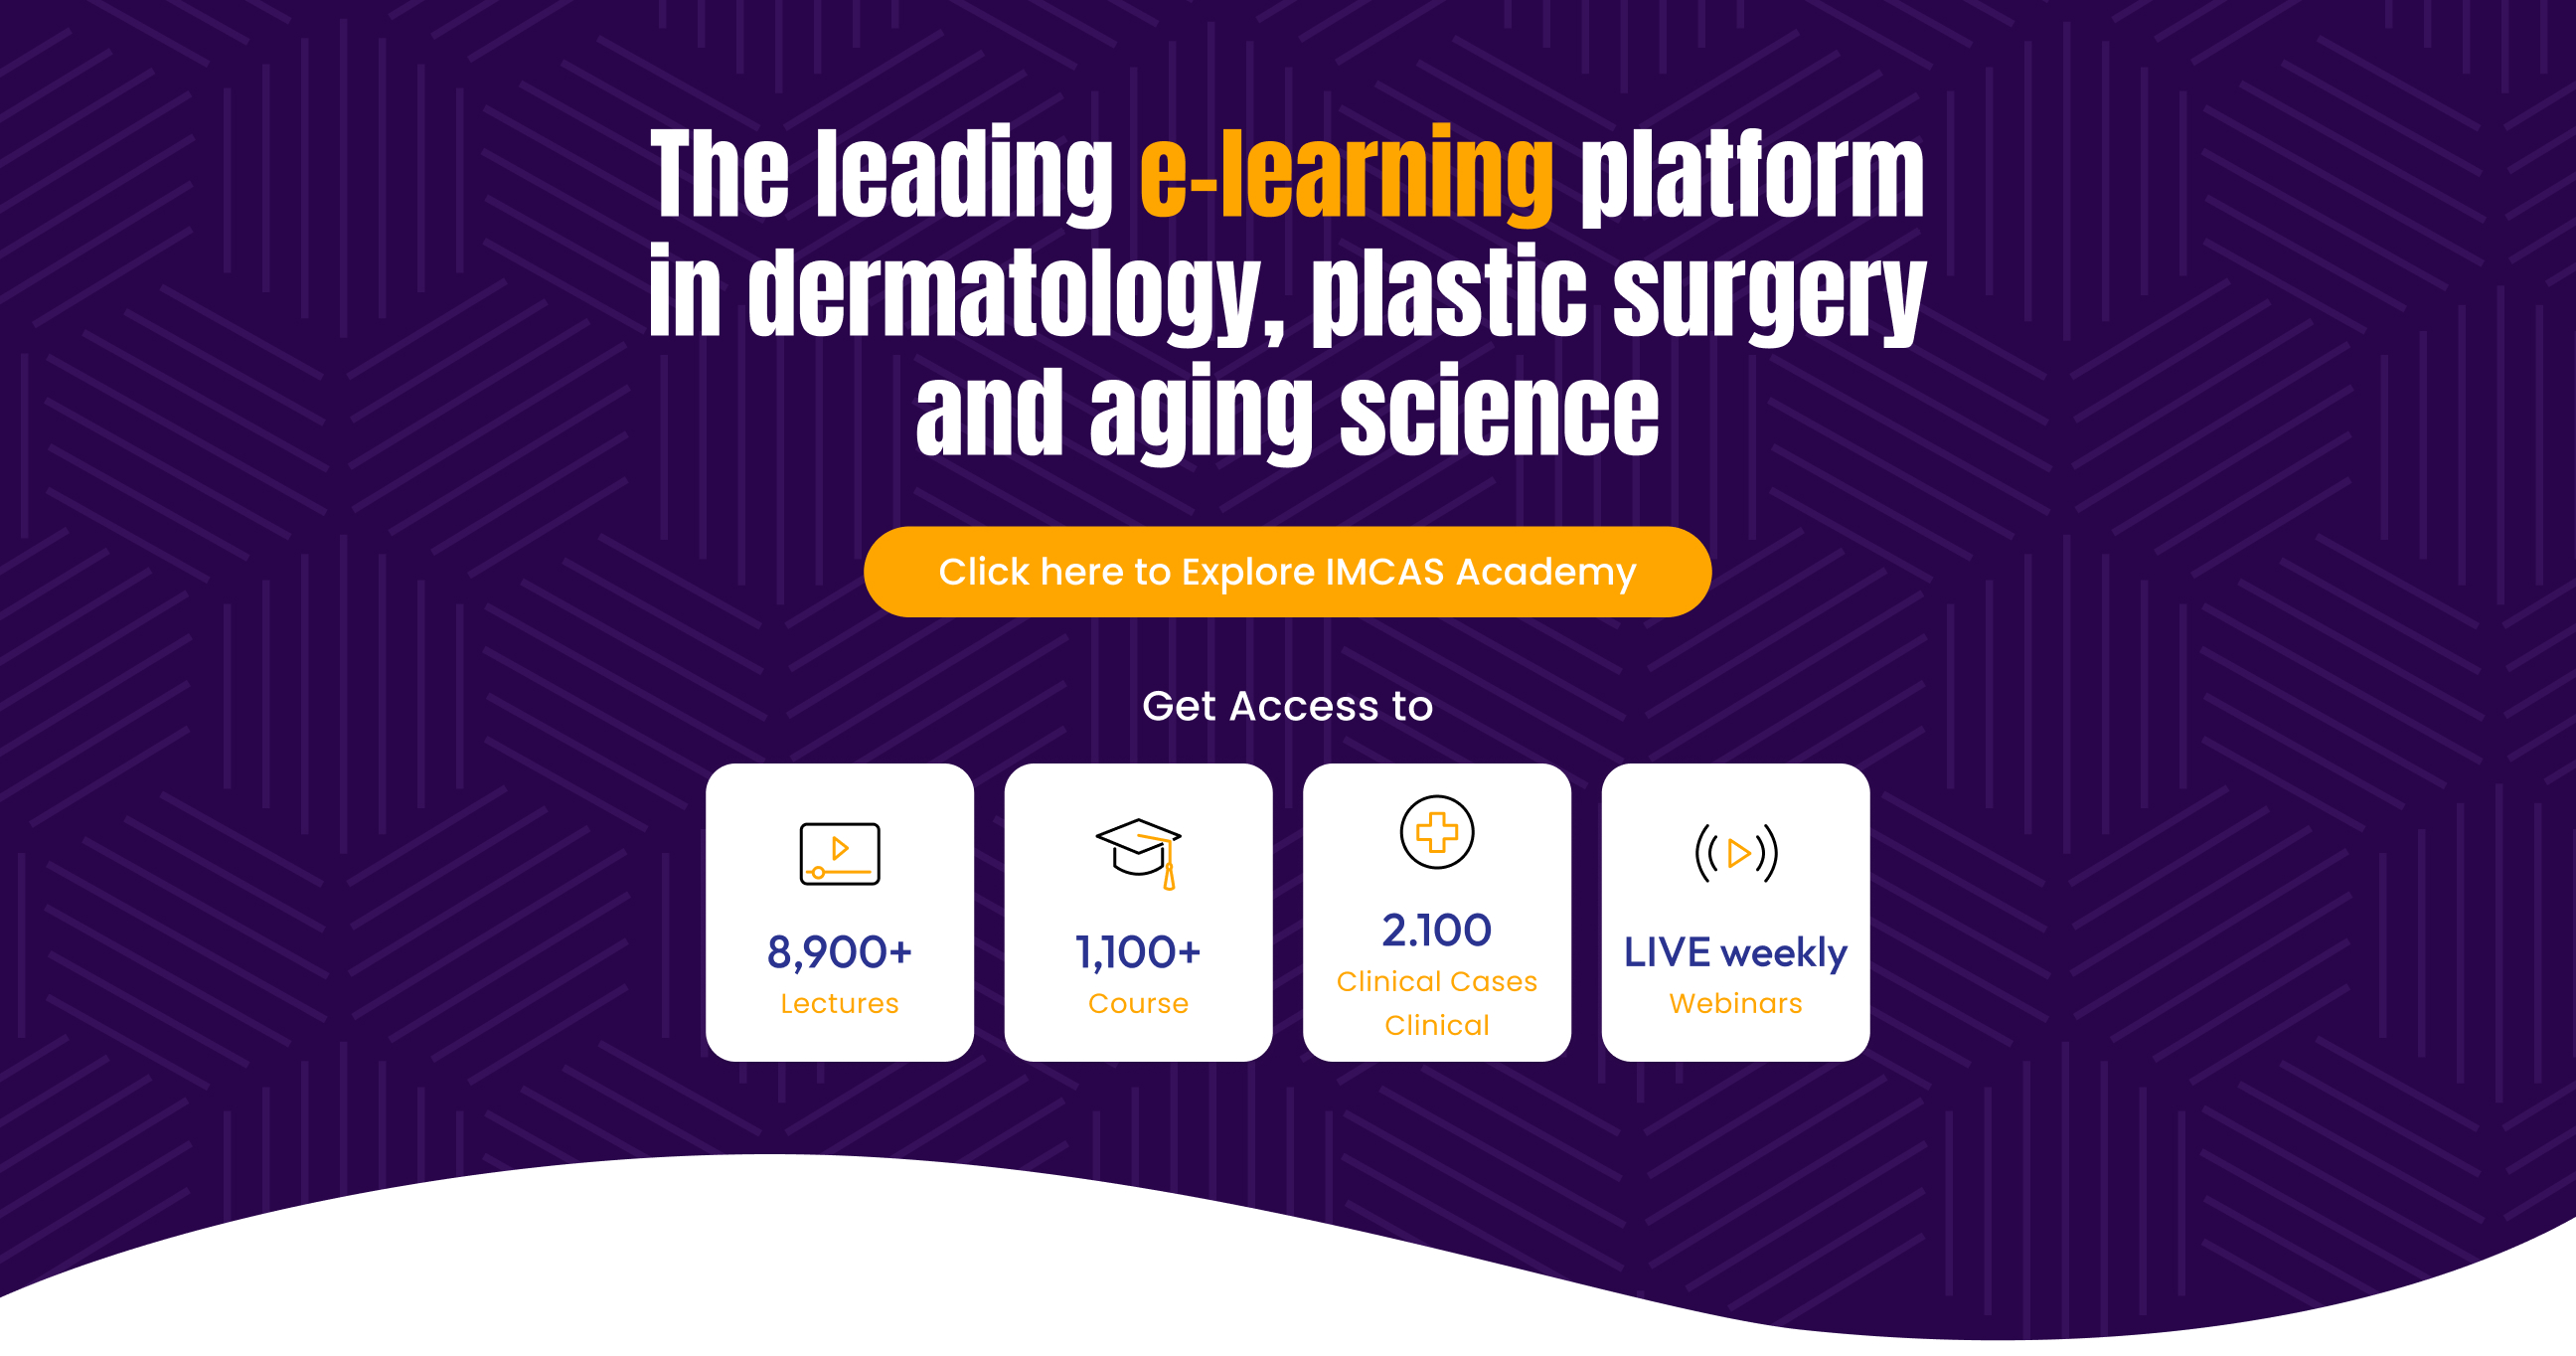 The leading e-learning platform
in dermatology, plastic surgery
and aging science
Click here to Explore IMCAS Academy
Get Access to
8,900+
Lectures
1,100+
Course
2.100
Clinical Cases
Clinical
LIVE weekly
Webinars